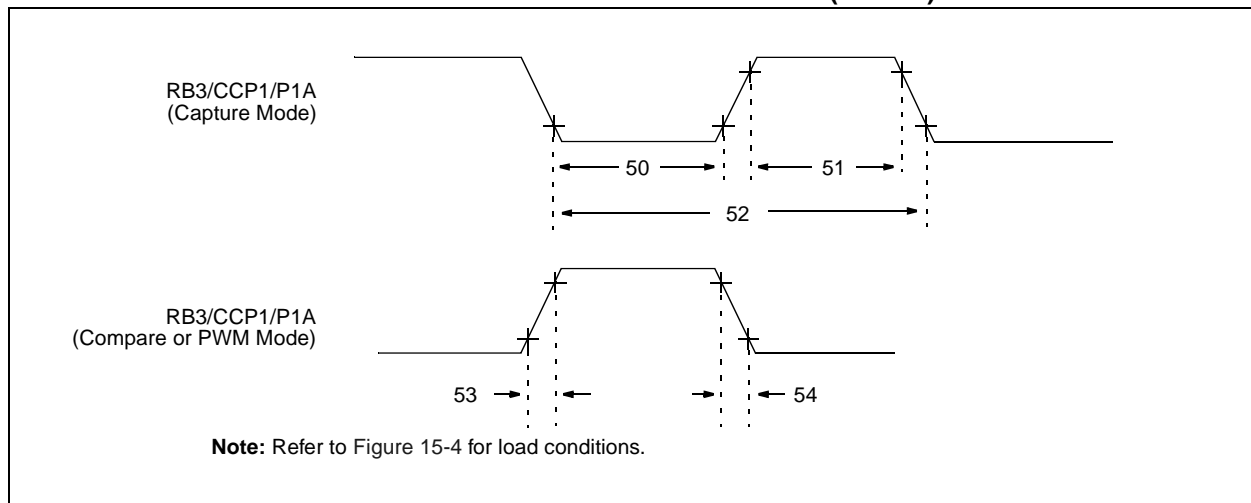 RB3/CCP1/P1A
(Capture Mode)
50
51
52
RB3/CCP1/P1A
(Compare or PWM Mode)
53
54
Note: Refer to Figure 15-4 for load conditions.